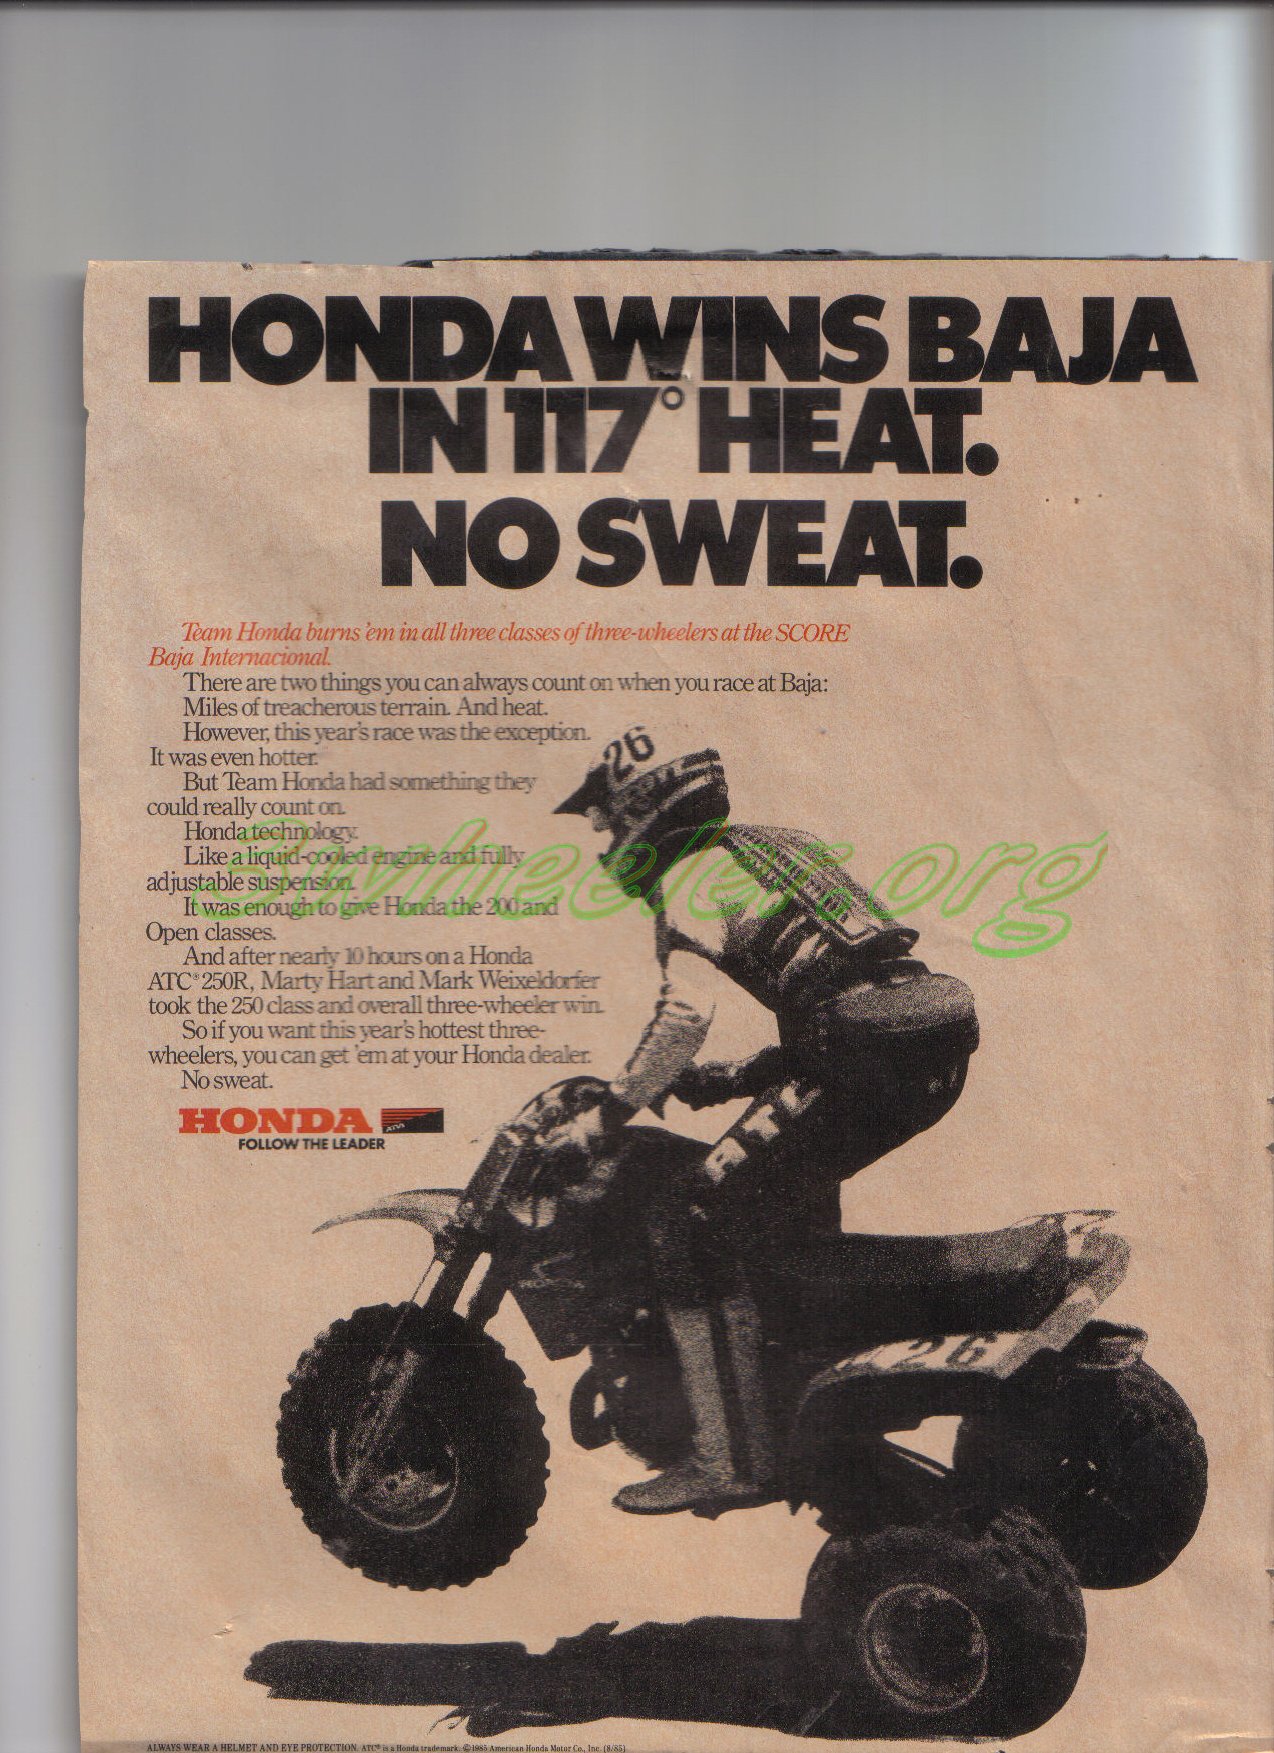 HONDA WINS BAJA
IN 117° HEAT.
NO SWEAT.
Team Honda burns 'em in all three classes of three-wheelers at the SCORE
Baja Internacional.
There are two things you can always count on when you race at Baja:
Miles of treacherous terrain. And heat.
However, this year's race was the exception.
It was even hotter.
But Team Honda had something they
could really count on.
Honda technology.
Like a liquid-cooled engine and fully
adjustable suspension.
It was enough to give Honda the 200 and
Open classes.
And after nearly 10 hours on a Honda
ATC® 250R, Marty Hart and Mark Weixeldorfer
took the 250 class and overall three-wheeler win.
So if you want this year's hottest three-
wheelers, you can get 'em at your Honda dealer.
No sweat.
HONDA
FOLLOW THE LEADER
26
3wheeler.org
26
ALWAYS WEAR A HELMET AND EYE PROTECTION. ATC® is a Honda trademark. ©1985 American Honda Motor Co., Inc. (8/85)